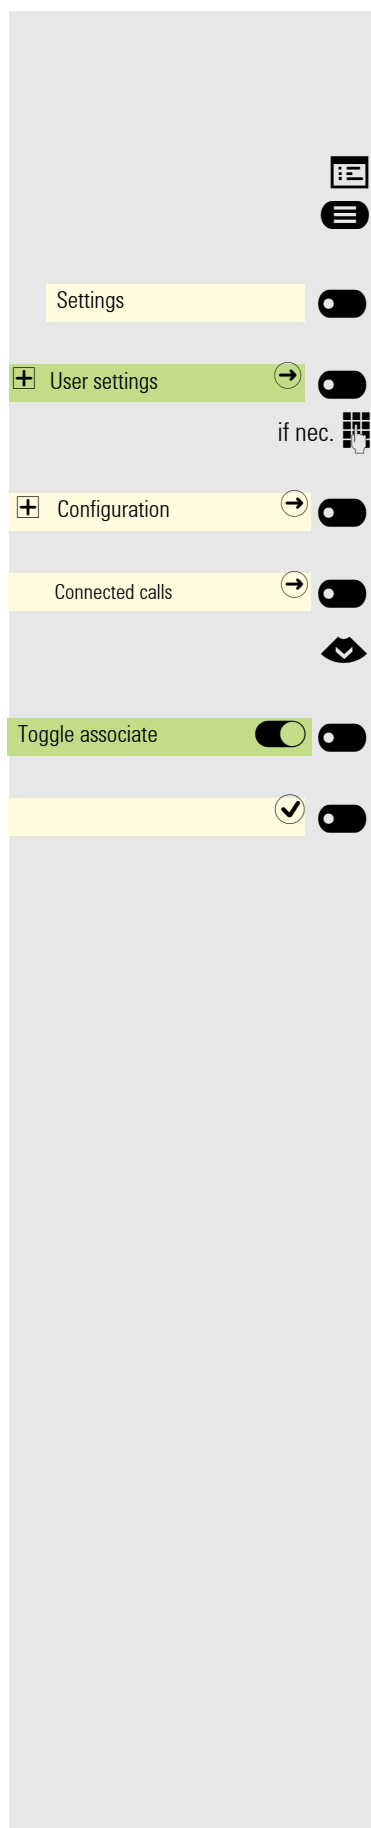 Settings
User settings
if nec.
Configuration
Connected calls
Toggle associate